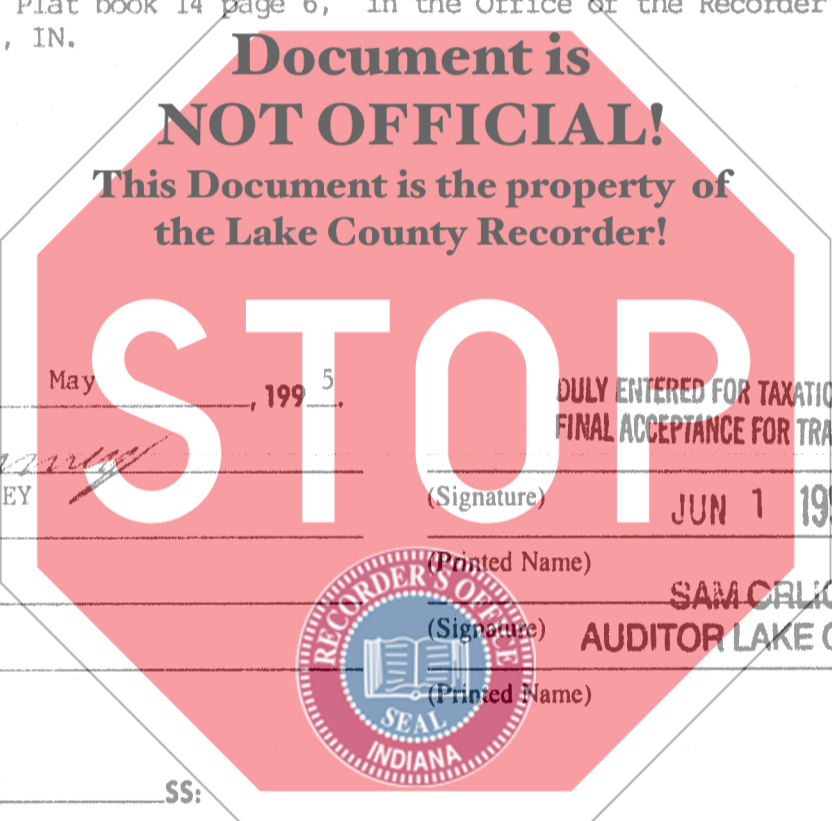 Plat book 14 page 6, in the Office of the Recorder
, IN.
Document is
NOT OFFICIAL!
This Document is the property of
the Lake County Recorder!
STOP
May , 1995.
DULY ENTERED FOR TAXATIO
FINAL ACCEPTANCE FOR TRA
EY
(Signature)
JUN 1 199
(Printed Name)
SAM ORLIC
(Signature)
AUDITOR LAKE C
(Printed Name)
RECORDER'S OFFICE
SEAL
INDIANA
SS: